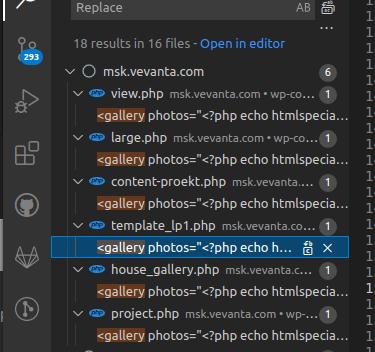 Replace AB
...
18 results in 16 files - Open in editor
293
msk.vevanta.com 6
view.php msk.vevanta.com • wp-co... 1
<gallery photos="<?php echo htmlspecia...
large.php msk.vevanta.com • wp-co... 1
<gallery photos="<?php echo htmlspecia...
content-proekt.php msk.vevanta.... 1
<gallery photos="<?php echo htmlspecia...
template_lp1.php msk.vevanta.co... 1
<gallery photos="<?php echo h...
house_gallery.php msk.vevanta.co... 1
<gallery photos="<?php echo htmlspecia...
project.php msk.vevanta.com • wp-... 1
<gallery photos="<?php echo htmlspecia...